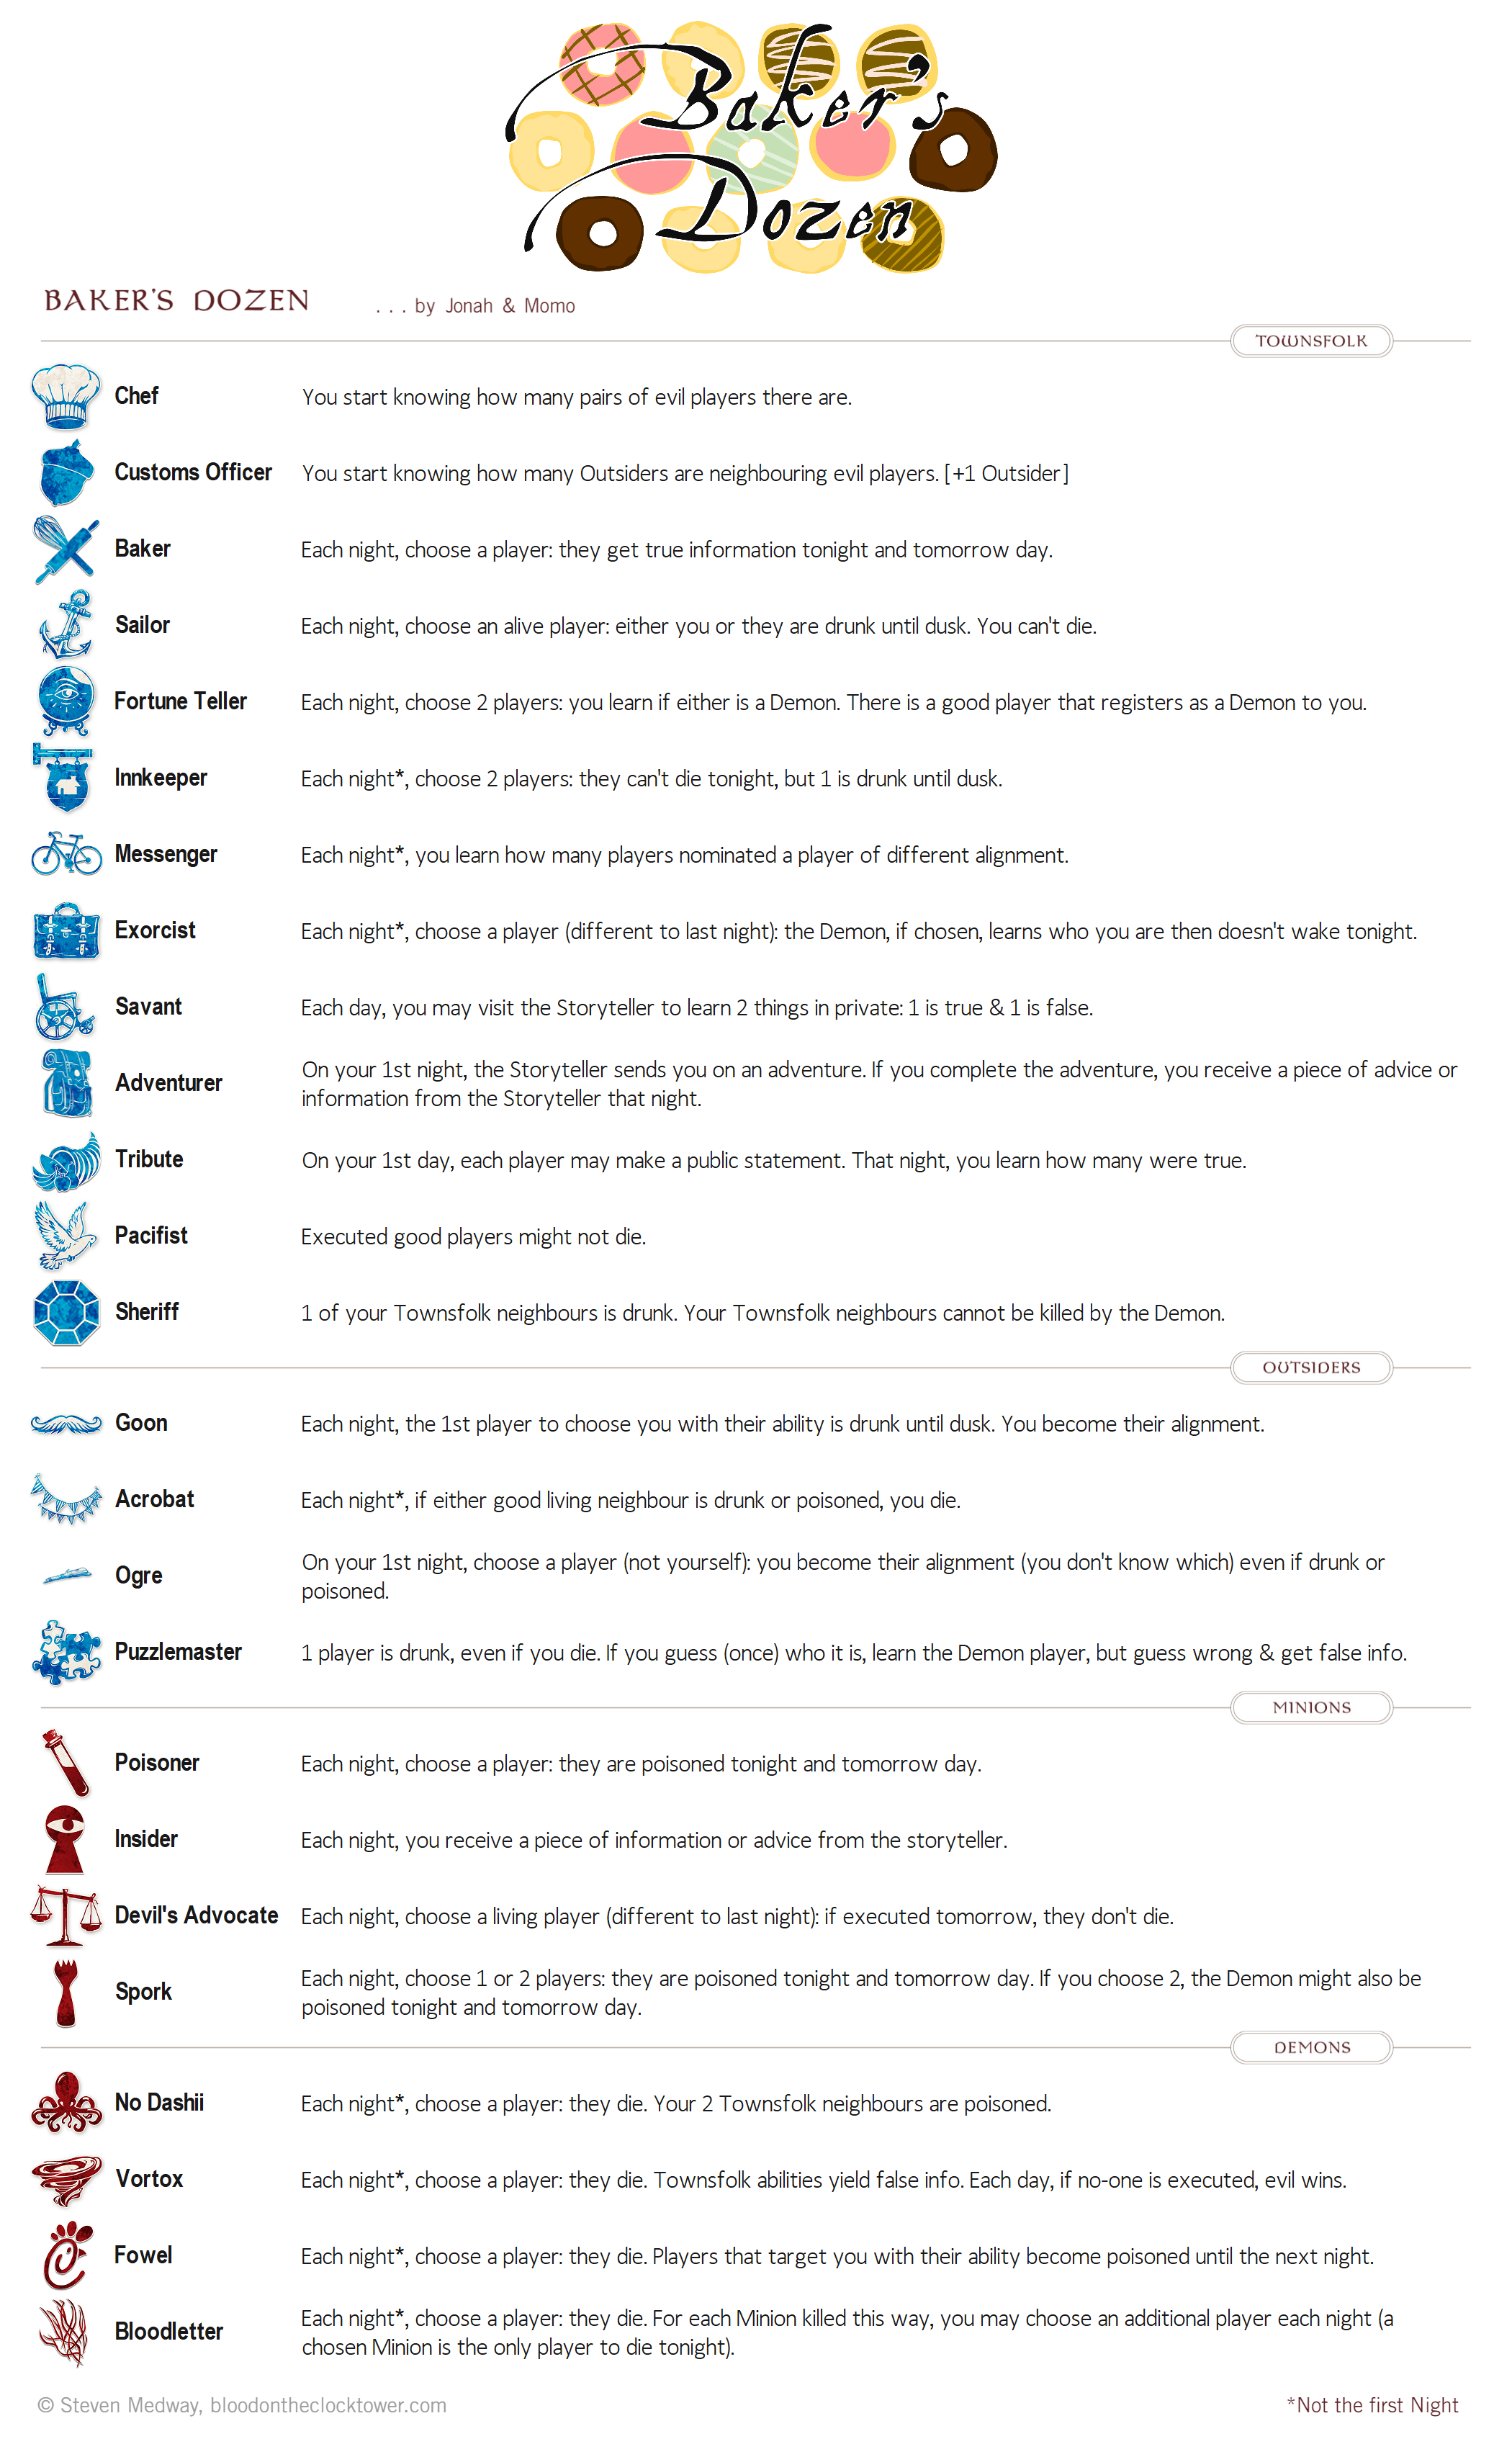 Baker's
Dozen
BAKER'S DOZEN . . . by Jonah & Momo
TOWNSFOLK
Chef You start knowing how many pairs of evil players there are.
Customs Officer You start knowing how many Outsiders are neighbouring evil players. [+1 Outsider]
Baker Each night, choose a player: they get true information tonight and tomorrow day.
Sailor Each night, choose an alive player: either you or they are drunk until dusk. You can't die.
Fortune Teller Each night, choose 2 players: you learn if either is a Demon. There is a good player that registers as a Demon to you.
Innkeeper Each night*, choose 2 players: they can't die tonight, but 1 is drunk until dusk.
Messenger Each night*, you learn how many players nominated a player of different alignment.
Exorcist Each night*, choose a player (different to last night): the Demon, if chosen, learns who you are then doesn't wake tonight.
Savant Each day, you may visit the Storyteller to learn 2 things in private: 1 is true & 1 is false.
Adventurer On your 1st night, the Storyteller sends you on an adventure. If you complete the adventure, you receive a piece of advice or
information from the Storyteller that night.
Tribute On your 1st day, each player may make a public statement. That night, you learn how many were true.
Pacifist Executed good players might not die.
Sheriff 1 of your Townsfolk neighbours is drunk. Your Townsfolk neighbours cannot be killed by the Demon.
OUTSIDERS
Goon Each night, the 1st player to choose you with their ability is drunk until dusk. You become their alignment.
Acrobat Each night*, if either good living neighbour is drunk or poisoned, you die.
Ogre On your 1st night, choose a player (not yourself): you become their alignment (you don't know which) even if drunk or
poisoned.
Puzzlemaster 1 player is drunk, even if you die. If you guess (once) who it is, learn the Demon player, but guess wrong & get false info.
MINIONS
Poisoner Each night, choose a player: they are poisoned tonight and tomorrow day.
Insider Each night, you receive a piece of information or advice from the storyteller.
Devil's Advocate Each night, choose a living player (different to last night): if executed tomorrow, they don't die.
Spork Each night, choose 1 or 2 players: they are poisoned tonight and tomorrow day. If you choose 2, the Demon might also be
poisoned tonight and tomorrow day.
DEMONS
No Dashii Each night*, choose a player: they die. Your 2 Townsfolk neighbours are poisoned.
Vortox Each night*, choose a player: they die. Townsfolk abilities yield false info. Each day, if no-one is executed, evil wins.
Fowel Each night*, choose a player: they die. Players that target you with their ability become poisoned until the next night.
Bloodletter Each night*, choose a player: they die. For each Minion killed this way, you may choose an additional player each night (a
chosen Minion is the only player to die tonight).
© Steven Medway, bloodontheclocktower.com *Not the first Night